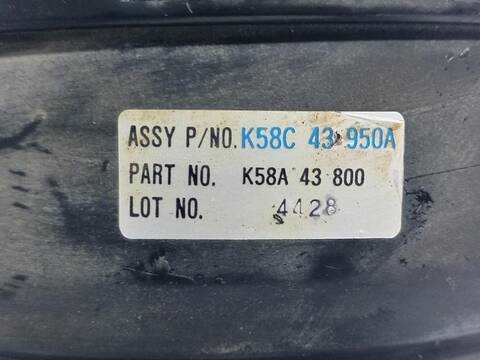 ASSY P/NO. K58C 43 950A
PART NO. K58A 43 800
LOT NO. 4428